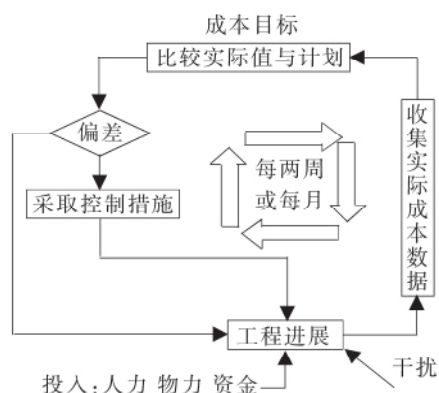 成本目标
比较实际值与计划
偏差
每两周
或每月
收集实际成本数据
采取控制措施
工程进展
干扰
投入:人力 物力 资金